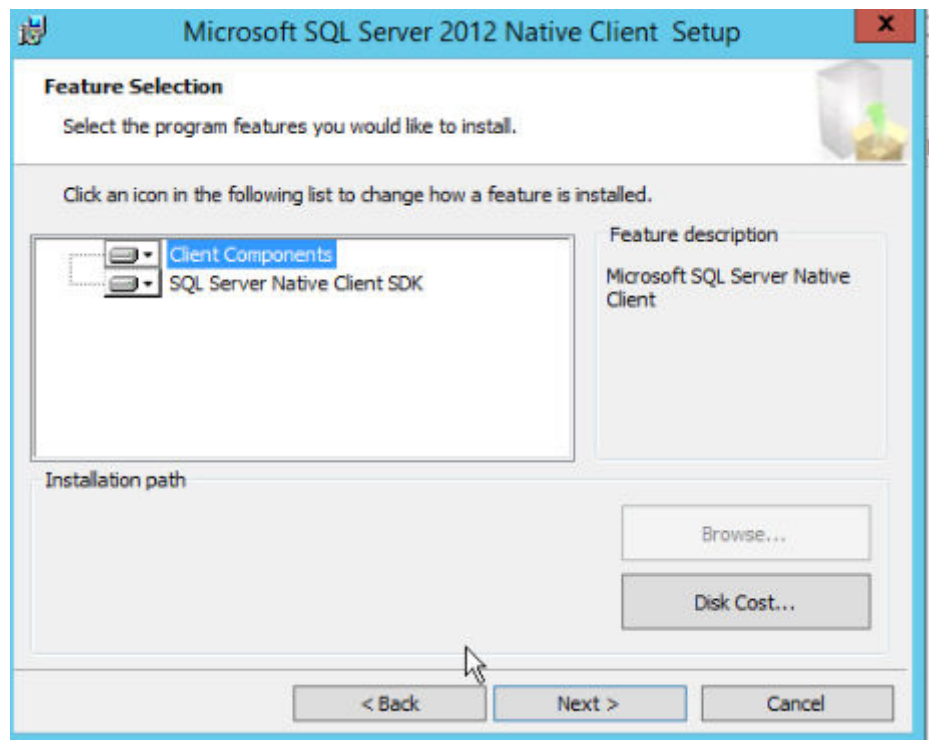 Microsoft SQL Server 2012 Native Client Setup
x
Feature Selection
Select the program features you would like to install.
Click an icon in the following list to change how a feature is installed.
Client Components
SQL Server Native Client SDK
Feature description
Microsoft SQL Server Native
Client
Installation path
Browse...
Disk Cost...
< Back
Next >
Cancel